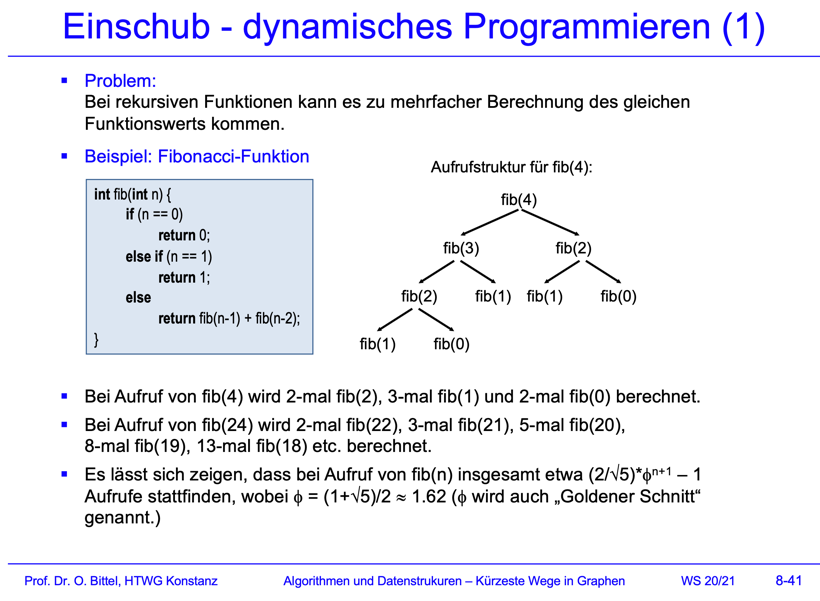 Einschub - dynamisches Programmieren (1)
▪ Problem:
Bei rekursiven Funktionen kann es zu mehrfacher Berechnung des gleichen
Funktionswerts kommen.
▪ Beispiel: Fibonacci-Funktion
int fib(int n) {
if (n == 0)
return 0;
else if (n == 1)
return 1;
else
return fib(n-1) + fib(n-2);
}
Aufrufstruktur für fib(4):
fib(4)
fib(3) fib(2)
fib(2) fib(1) fib(1) fib(0)
fib(1) fib(0)
▪ Bei Aufruf von fib(4) wird 2-mal fib(2), 3-mal fib(1) und 2-mal fib(0) berechnet.
▪ Bei Aufruf von fib(24) wird 2-mal fib(22), 3-mal fib(21), 5-mal fib(20),
8-mal fib(19), 13-mal fib(18) etc. berechnet.
▪ Es lässt sich zeigen, dass bei Aufruf von fib(n) insgesamt etwa (2/√5)*ϕⁿ⁺¹ – 1
Aufrufe stattfinden, wobei ϕ = (1+√5)/2 ≈ 1.62 (ϕ wird auch „Goldener Schnitt“
genannt.)
Prof. Dr. O. Bittel, HTWG Konstanz Algorithmen und Datenstrukuren – Kürzeste Wege in Graphen WS 20/21 8-41